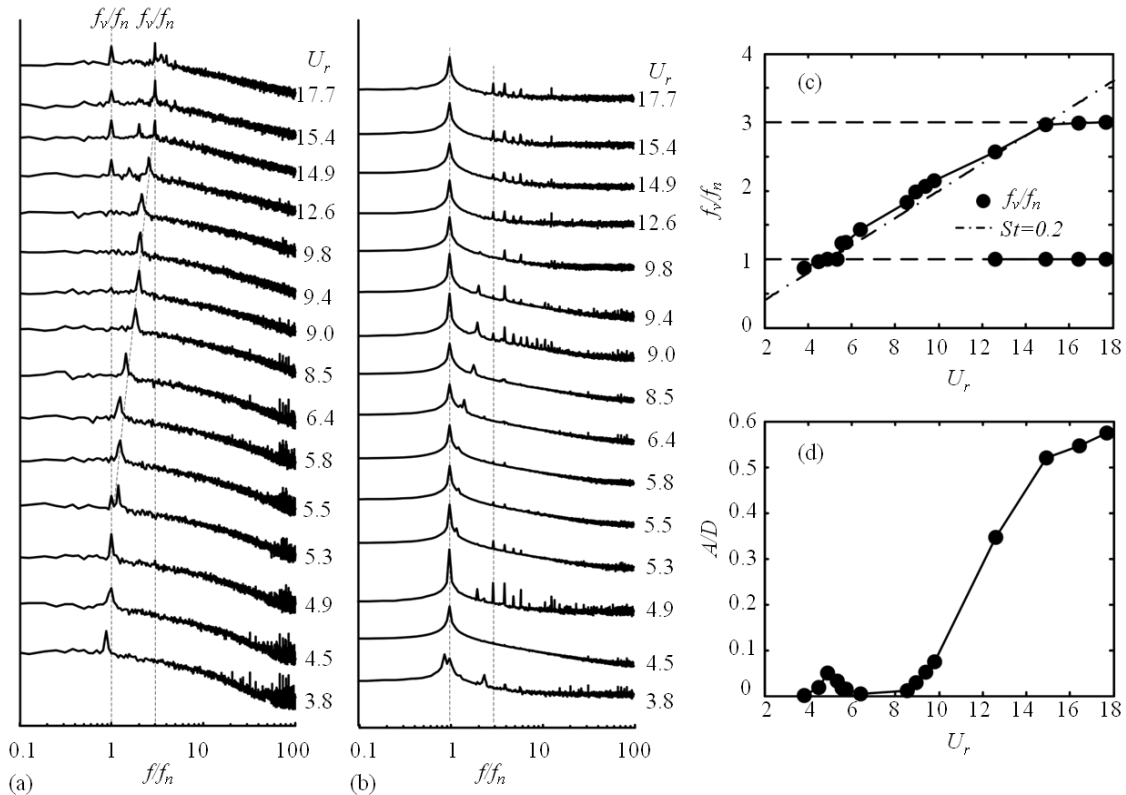 fv/fn fv/fn
Ur
17.7
15.4
14.9
12.6
9.8
9.4
9.0
8.5
6.4
5.8
5.5
5.3
4.9
4.5
3.8
0.1 1 10 100
f/fn
(a)
Ur
17.7
15.4
14.9
12.6
9.8
9.4
9.0
8.5
6.4
5.8
5.5
5.3
4.9
4.5
3.8
0.1 1 10 100
f/fn
(b)
(c)
4
3
2
1
0
fv/fn
fv/fn
St=0.2
2 4 6 8 10 12 14 16 18
Ur
(d)
0.6
0.5
0.4
0.3
0.2
0.1
0
A/D
2 4 6 8 10 12 14 16 18
Ur